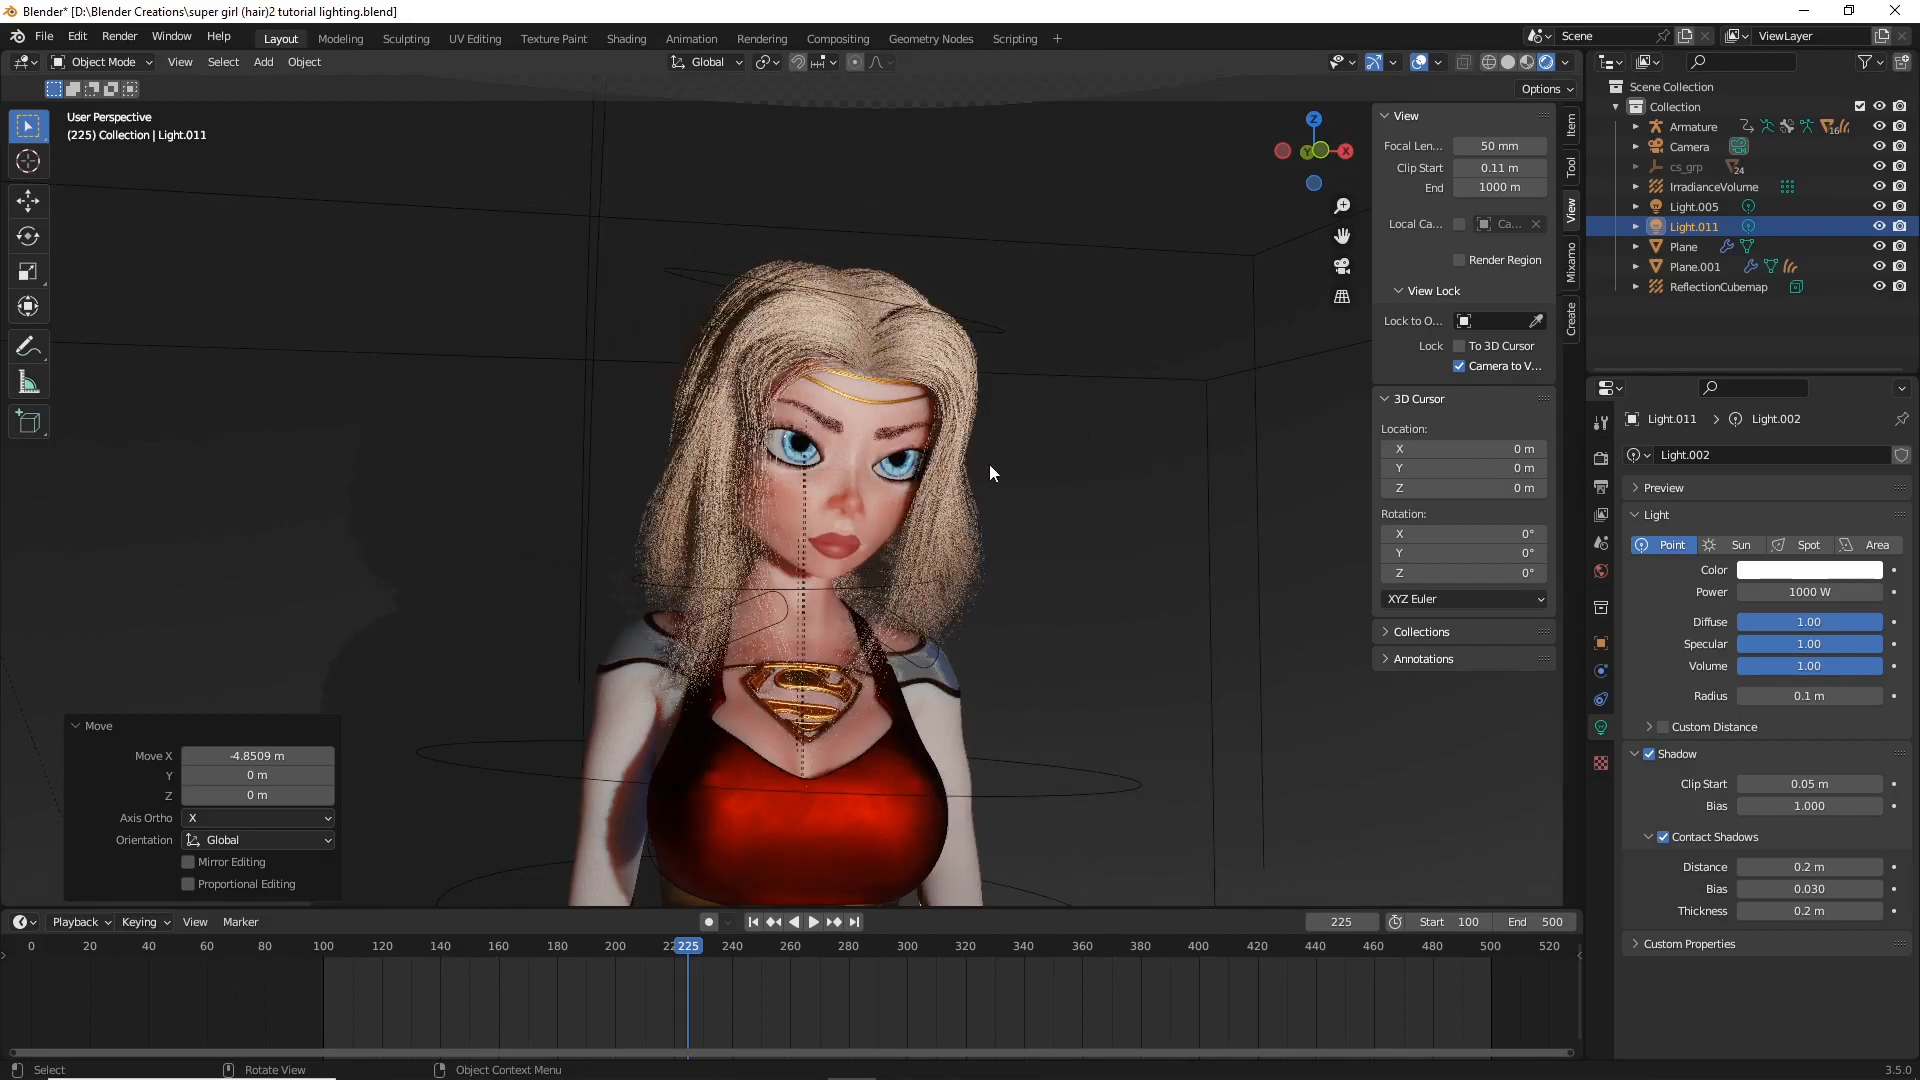 Blender* [D:\Blender Creations\super girl (hair)2 tutorial lighting.blend]
File Edit Render Window Help Layout Modeling Sculpting UV Editing Texture Paint Shading Animation Rendering Compositing Geometry Nodes Scripting + Scene ViewLayer
Object Mode View Select Add Object Global
Options
User Perspective
(225) Collection | Light.011
Z
Y
X
View
Focal Len... 50 mm
Clip Start 0.11 m
End 1000 m
Local Ca... Ca...
Render Region
View Lock
Lock to O...
Lock To 3D Cursor
Camera to V...
3D Cursor
Location:
X 0 m
Y 0 m
Z 0 m
Rotation:
X 0°
Y 0°
Z 0°
XYZ Euler
Collections
Annotations
Item
Tool
View
Mixamo
Create
Scene Collection
Collection
Armature 16
Camera
cs_grp 24
IrradianceVolume
Light.005
Light.011
Plane
Plane.001
ReflectionCubemap
Light.011 > Light.002
Light.002
Preview
Light
Point Sun Spot Area
Color
Power 1000 W
Diffuse 1.00
Specular 1.00
Volume 1.00
Radius 0.1 m
Custom Distance
Shadow
Clip Start 0.05 m
Bias 1.000
Contact Shadows
Distance 0.2 m
Bias 0.030
Thickness 0.2 m
Custom Properties
Move
Move X -4.8509 m
Y 0 m
Z 0 m
Axis Ortho X
Orientation Global
Mirror Editing
Proportional Editing
Playback Keying View Marker 225 Start 100 End 500
0 20 40 60 80 100 120 140 160 180 200 225 240 260 280 300 320 340 360 380 400 420 440 460 480 500 520
Select Rotate View Object Context Menu 3.5.0